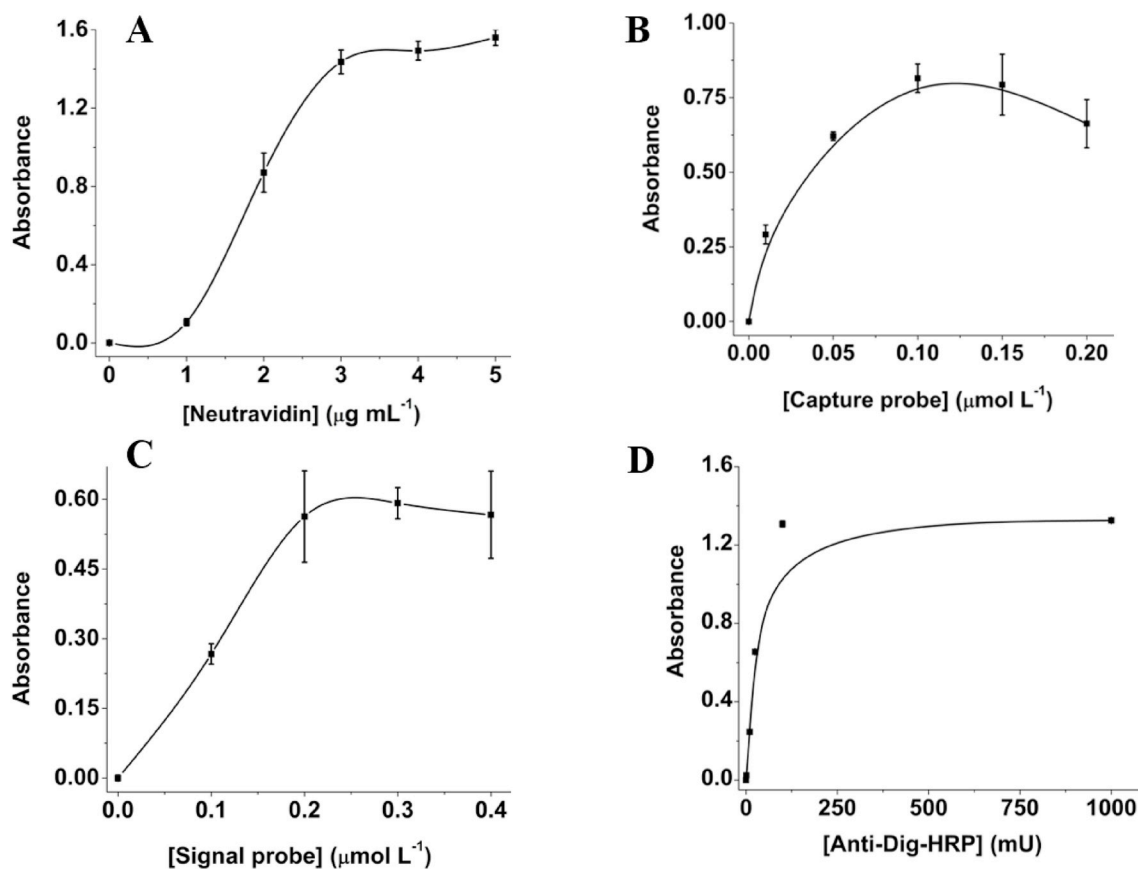 A
Absorbance
1.6
1.2
0.8
0.4
0.0
0 1 2 3 4 5
[Neutravidin] (μg mL⁻¹)
B
Absorbance
1.00
0.75
0.50
0.25
0.00
0.00 0.05 0.10 0.15 0.20
[Capture probe] (μmol L⁻¹)
C
Absorbance
0.60
0.45
0.30
0.15
0.00
0.0 0.1 0.2 0.3 0.4
[Signal probe] (μmol L⁻¹)
D
Absorbance
1.6
1.2
0.8
0.4
0.0
0 250 500 750 1000
[Anti-Dig-HRP] (mU)